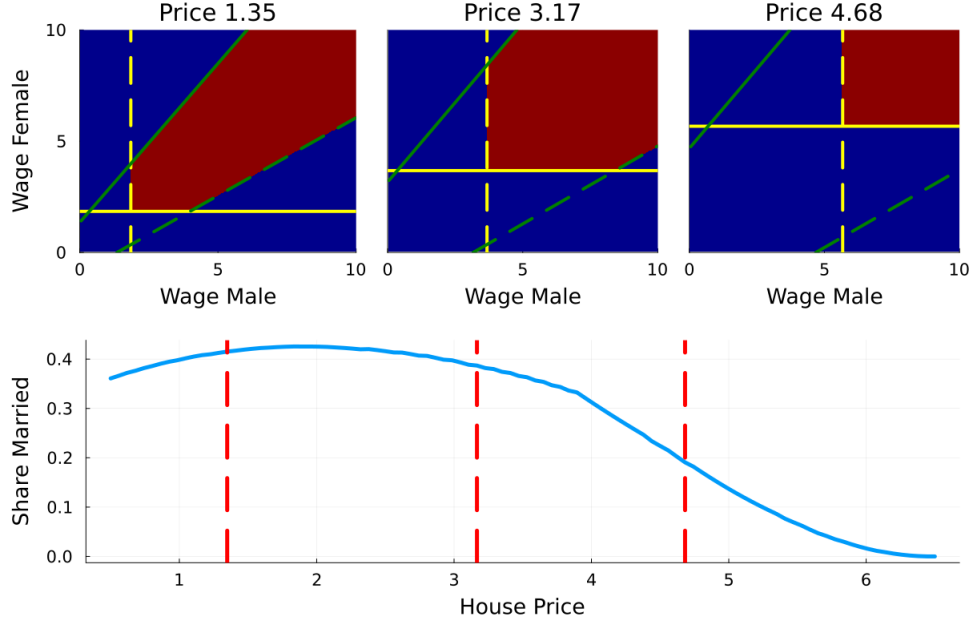 Price 1.35
Price 3.17
Price 4.68
Wage Female
10
5
0
0 5 10
0 5 10
0 5 10
Wage Male
Wage Male
Wage Male
Share Married
0.4
0.3
0.2
0.1
0.0
1 2 3 4 5 6
House Price